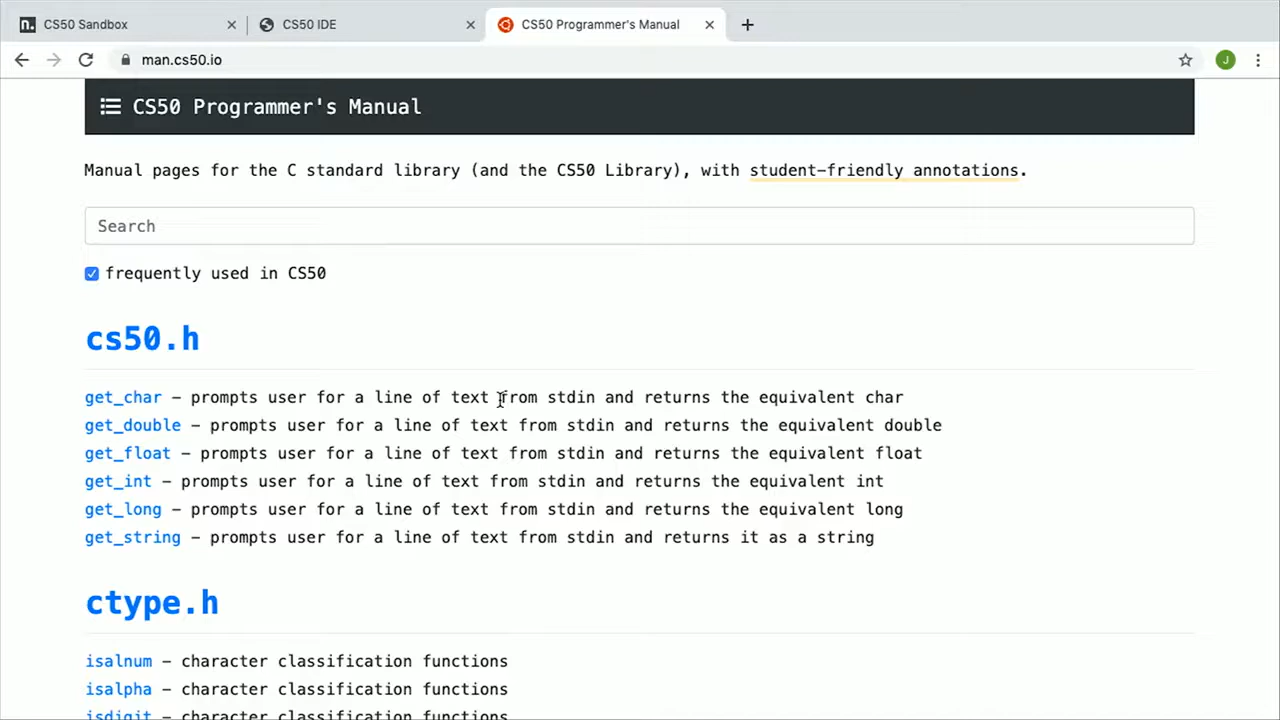 CS50 Sandbox
CS50 IDE
CS50 Programmer's Manual
man.cs50.io
J
CS50 Programmer's Manual
Manual pages for the C standard library (and the CS50 Library), with student-friendly annotations.
Search
frequently used in CS50
cs50.h
get_char – prompts user for a line of text from stdin and returns the equivalent char
get_double – prompts user for a line of text from stdin and returns the equivalent double
get_float – prompts user for a line of text from stdin and returns the equivalent float
get_int – prompts user for a line of text from stdin and returns the equivalent int
get_long – prompts user for a line of text from stdin and returns the equivalent long
get_string – prompts user for a line of text from stdin and returns it as a string
ctype.h
isalnum – character classification functions
isalpha – character classification functions
isdigit – character classification functions